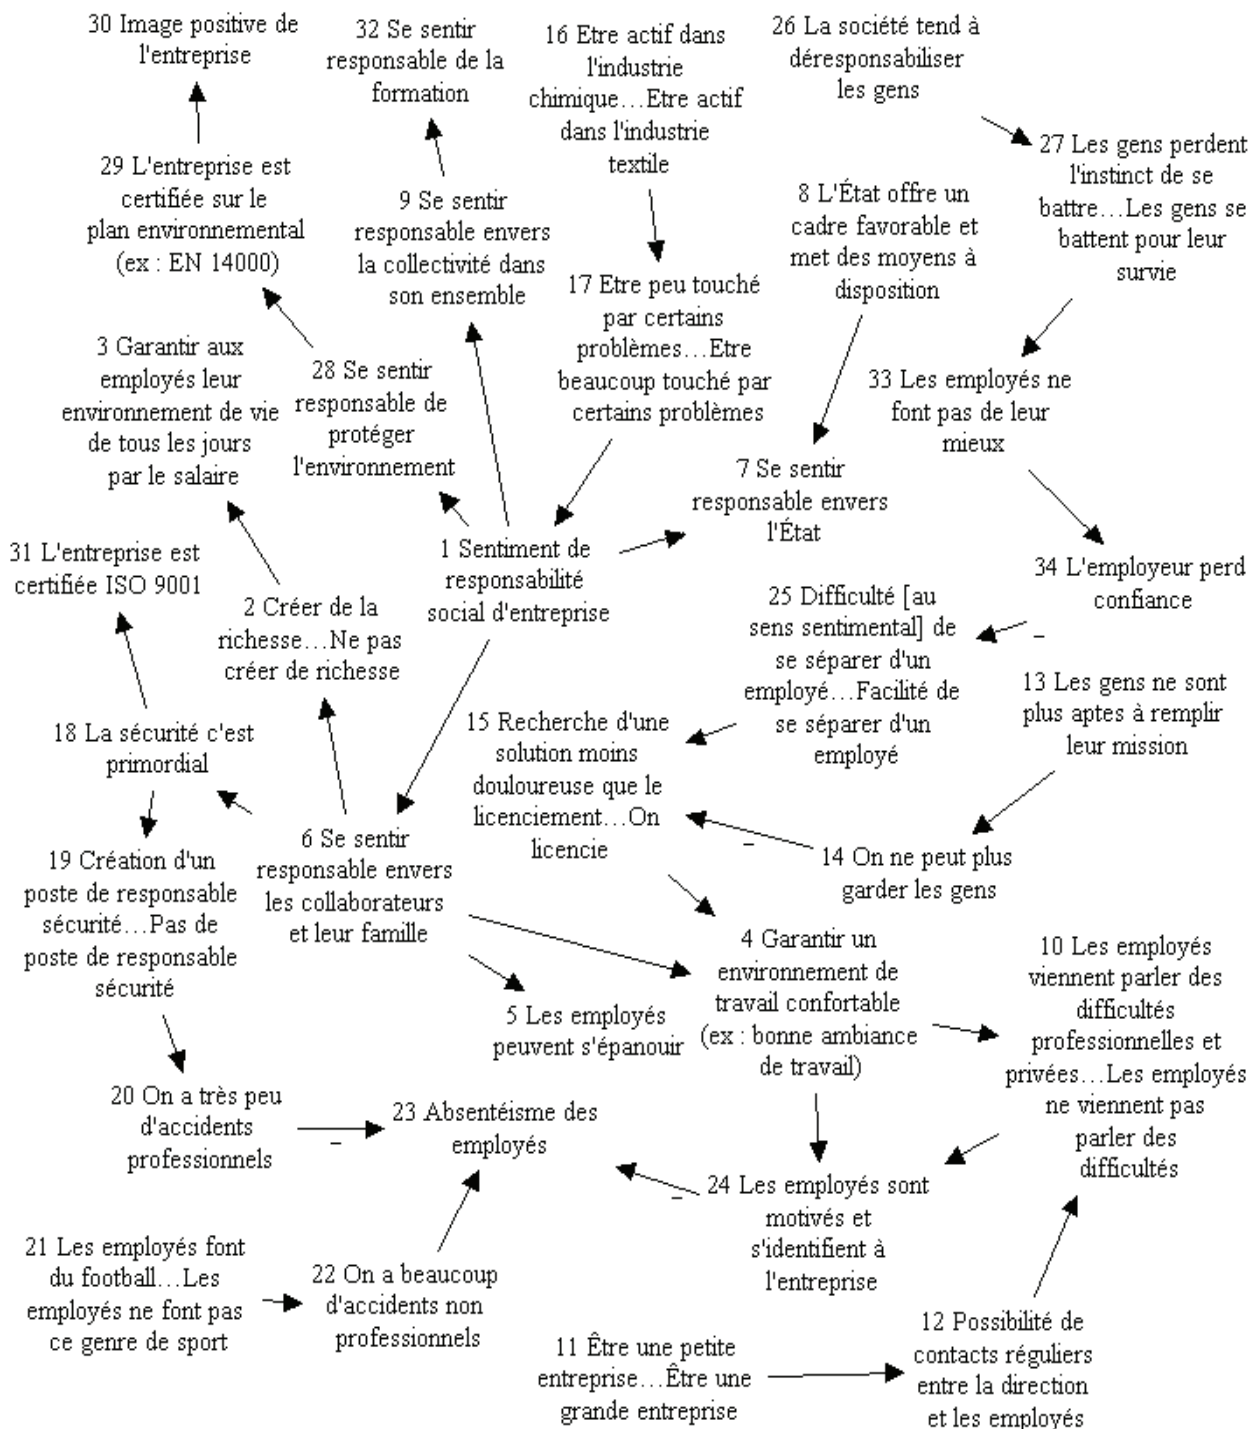 30 Image positive de
l'entreprise
32 Se sentir
responsable de la
formation
16 Etre actif dans
l'industrie
chimique…Etre actif
dans l'industrie
textile
26 La société tend à
déresponsabiliser
les gens
29 L'entreprise est
certifiée sur le
plan environnemental
(ex : EN 14000)
9 Se sentir
responsable envers
la collectivité dans
son ensemble
27 Les gens perdent
l'instinct de se
battre…Les gens se
battent pour leur
survie
8 L'État offre un
cadre favorable et
met des moyens à
disposition
17 Etre peu touché
par certains
problèmes…Etre
beaucoup touché par
certains problèmes
3 Garantir aux
employés leur
environnement de vie
de tous les jours
par le salaire
28 Se sentir
responsable de
protéger
l'environnement
33 Les employés ne
font pas de leur
mieux
7 Se sentir
responsable envers
l'État
31 L'entreprise est
certifiée ISO 9001
1 Sentiment de
responsabilité
social d'entreprise
34 L'employeur perd
confiance
2 Créer de la
richesse…Ne pas
créer de richesse
25 Difficulté [au
sens sentimental] de
se séparer d'un
employé…Facilité de
se séparer d'un
employé
–
13 Les gens ne sont
plus aptes à remplir
leur mission
18 La sécurité c'est
primordial
15 Recherche d'une
solution moins
douloureuse que le
licenciement…On
licencie
–
14 On ne peut plus
garder les gens
19 Création d'un
poste de responsable
sécurité…Pas de
poste de responsable
sécurité
6 Se sentir
responsable envers
les collaborateurs
et leur famille
4 Garantir un
environnement de
travail confortable
(ex : bonne ambiance
de travail)
10 Les employés
viennent parler des
difficultés
professionnelles et
privées…Les employés
ne viennent pas
parler des
difficultés
5 Les employés
peuvent s'épanouir
20 On a très peu
d'accidents
professionnels
–
23 Absentéisme des
employés
–
24 Les employés sont
motivés et
s'identifient à
l'entreprise
21 Les employés font
du football…Les
employés ne font pas
ce genre de sport
22 On a beaucoup
d'accidents non
professionnels
11 Être une petite
entreprise…Être une
grande entreprise
12 Possibilité de
contacts réguliers
entre la direction
et les employés